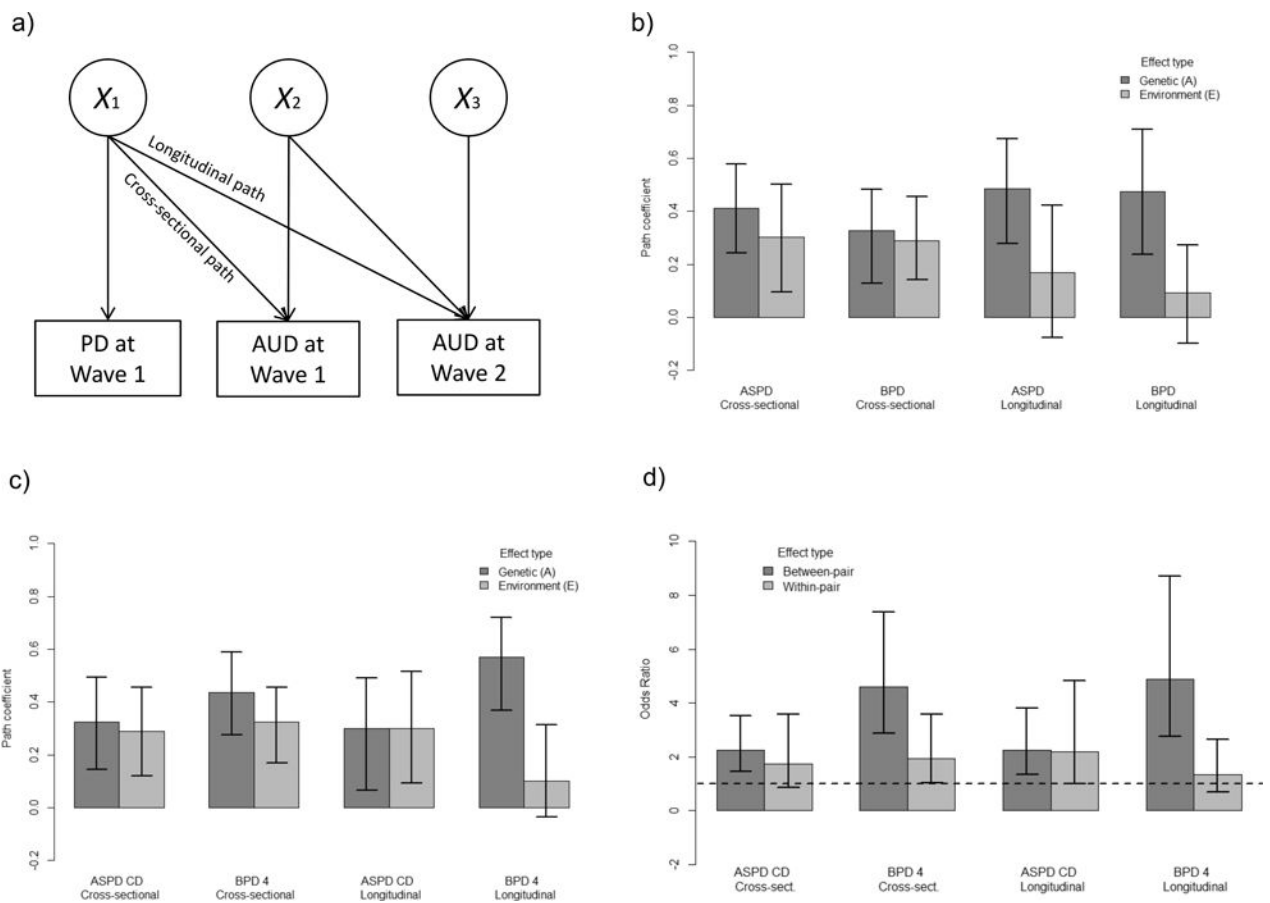 a)
X1
X2
X3
Longitudinal path
Cross-sectional path
PD at
Wave 1
AUD at
Wave 1
AUD at
Wave 2
b)
Effect type
Genetic (A)
Environment (E)
Path coefficient
1.0
0.8
0.6
0.4
0.2
0.0
-0.2
ASPD
Cross-sectional
BPD
Cross-sectional
ASPD
Longitudinal
BPD
Longitudinal
c)
Effect type
Genetic (A)
Environment (E)
Path coefficient
1.0
0.8
0.6
0.4
0.2
0.0
-0.2
ASPD CD
Cross-sectional
BPD 4
Cross-sectional
ASPD CD
Longitudinal
BPD 4
Longitudinal
d)
Effect type
Between-pair
Within-pair
Odds Ratio
10
8
6
4
2
0
-2
ASPD CD
Cross-sect.
BPD 4
Cross-sect.
ASPD CD
Longitudinal
BPD 4
Longitudinal